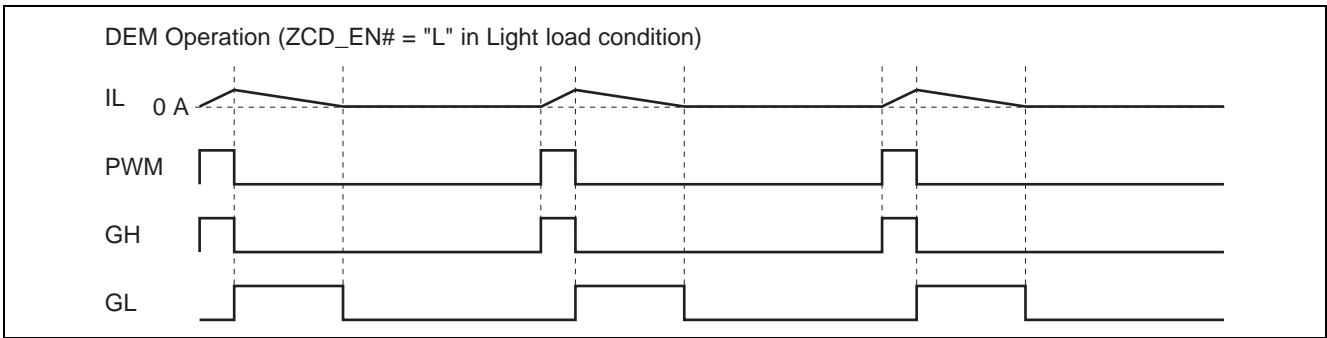 DEM Operation (ZCD_EN# = "L" in Light load condition)
IL 0 A
PWM
GH
GL